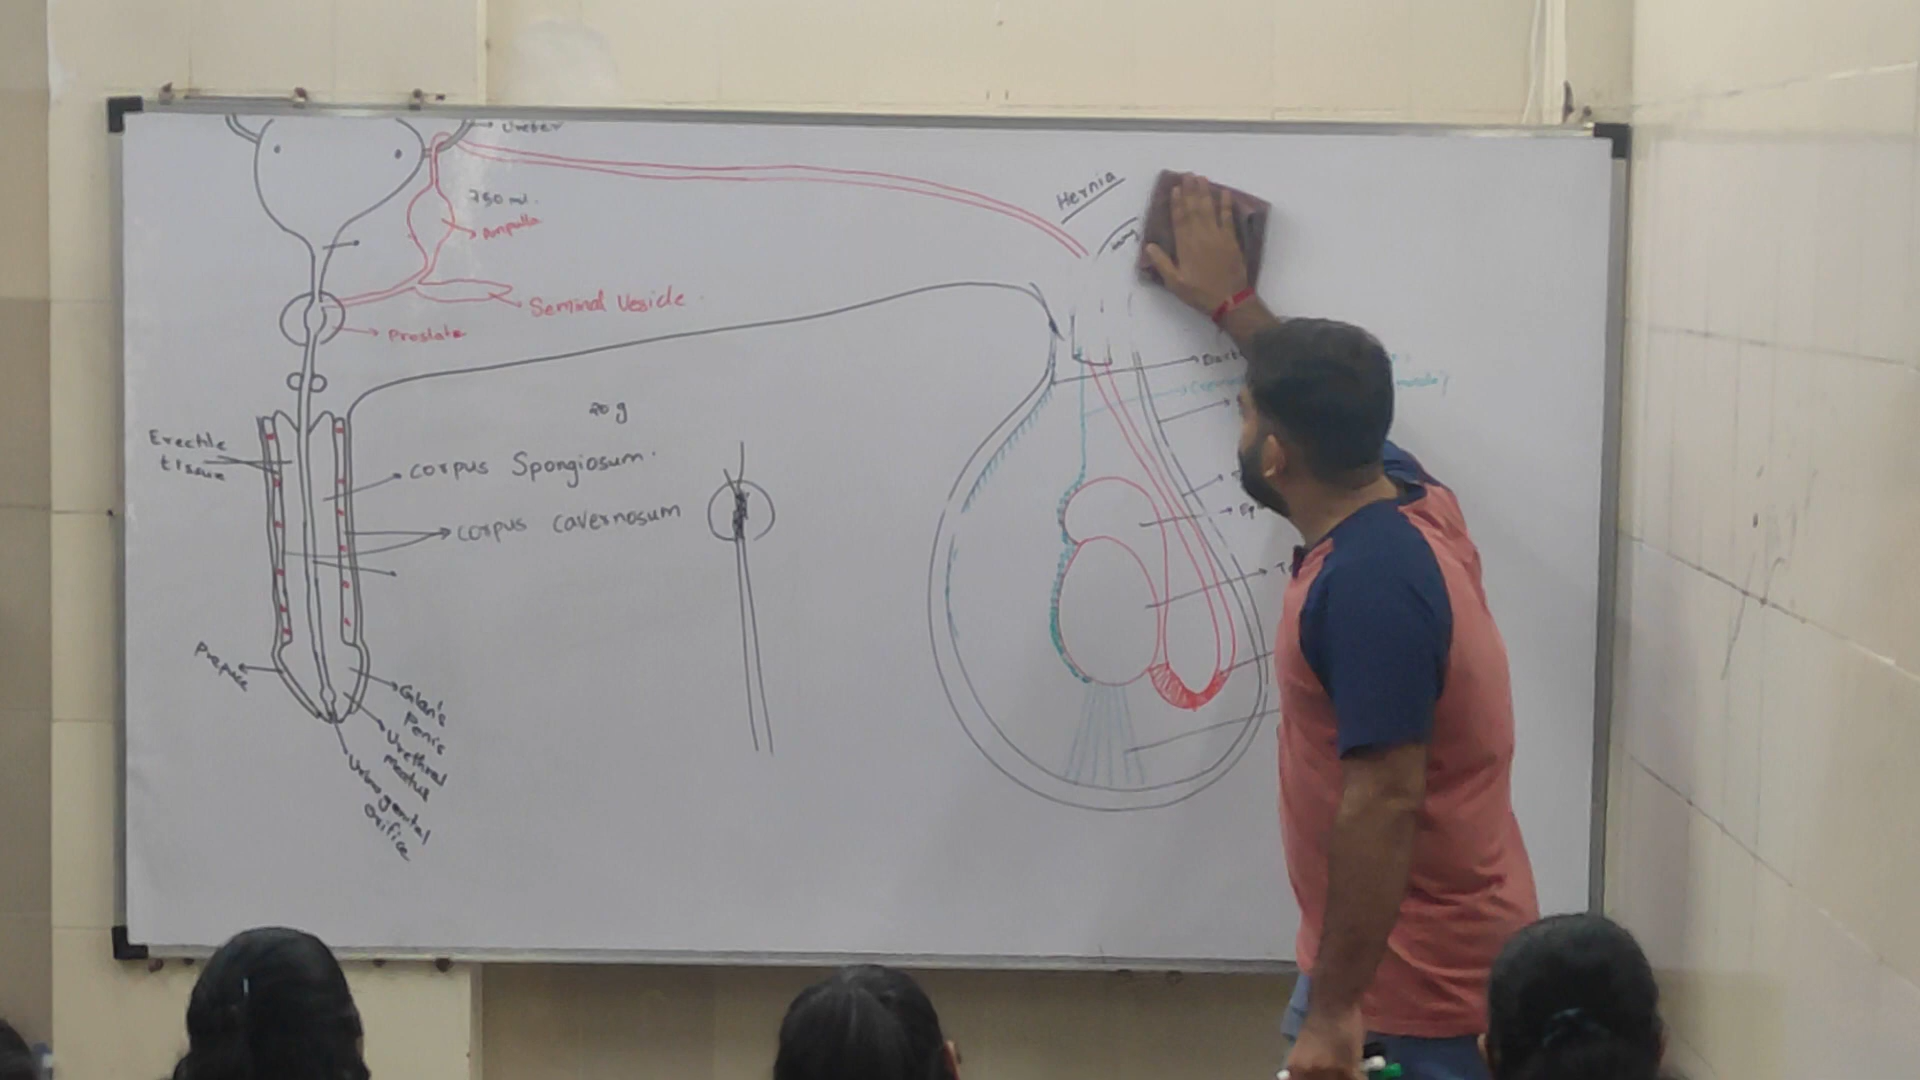 Ureter
750 ml.
Ampulla
Seminal Vesicle
Prostate
Hernia
20 g
Erectile
tissue
corpus Spongiosum.
corpus cavernosum
Prepuce
Glan's
Penis
Urethral
meatus
Urinogenital
Orifice